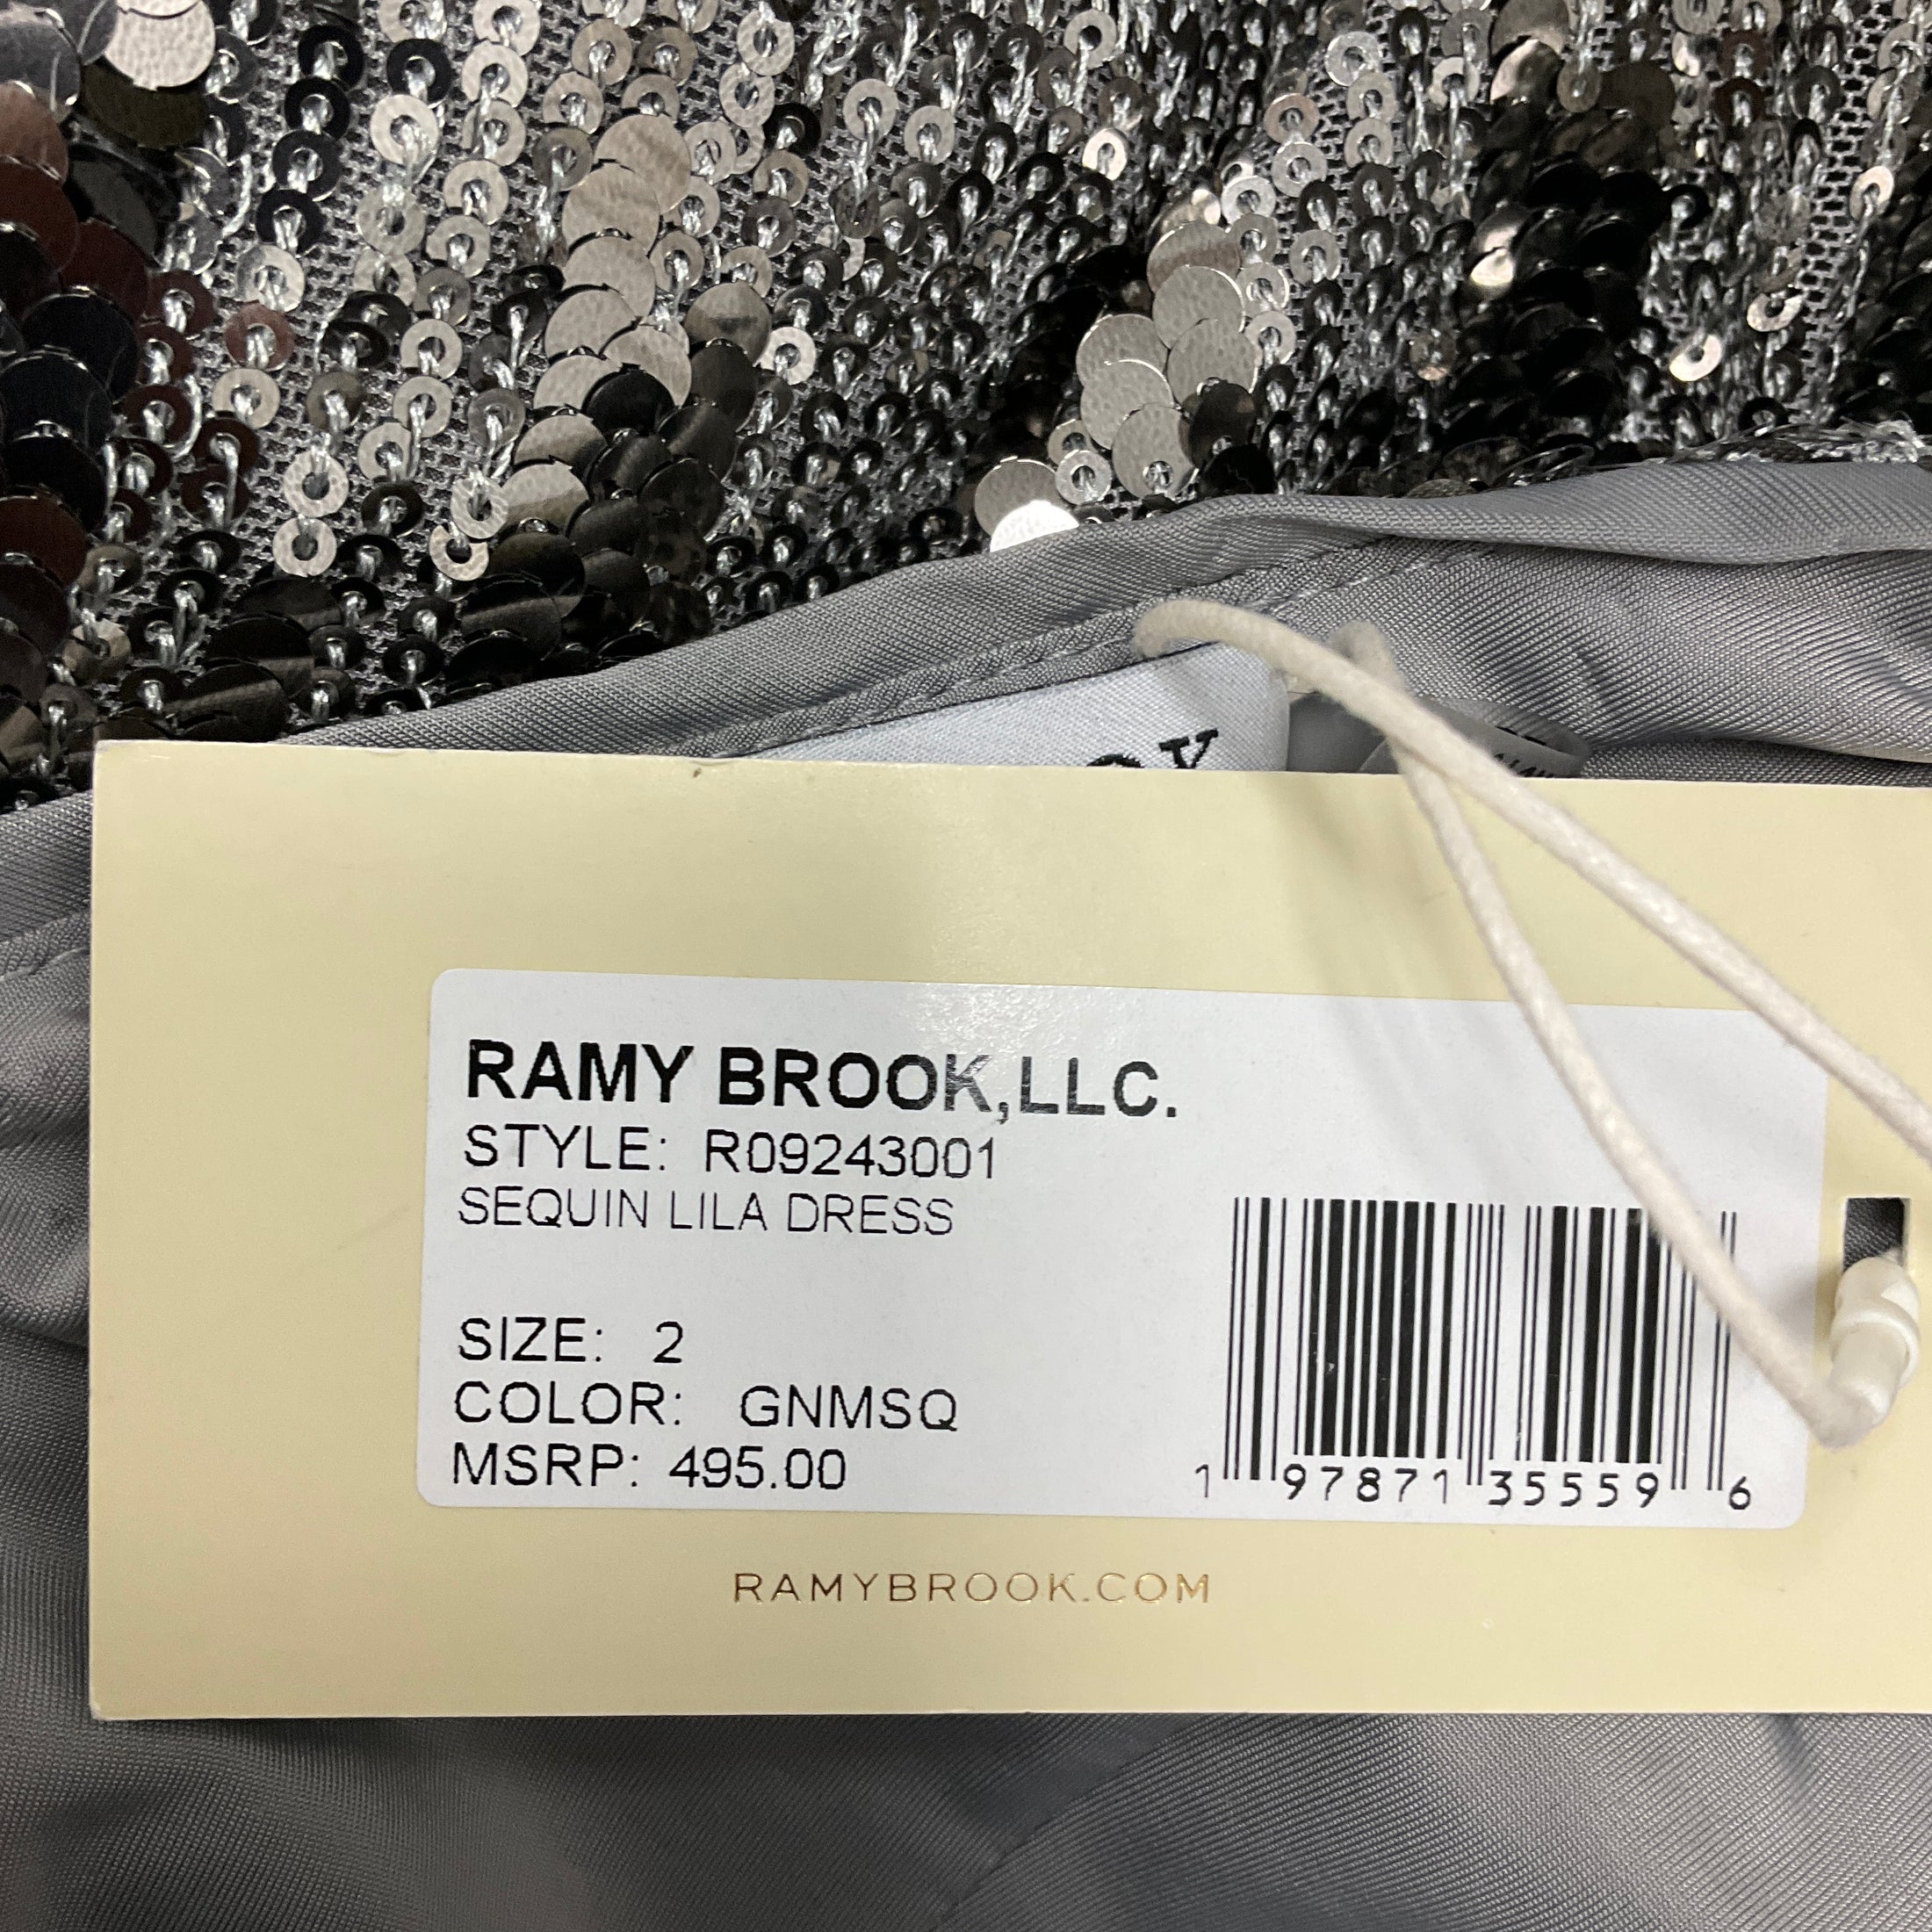 RAMY BROOK,LLC.
STYLE: R09243001
SEQUIN LILA DRESS
SIZE: 2
COLOR: GNMSQ
MSRP: 495.00
1 97871 35559 6
RAMYBROOK.COM